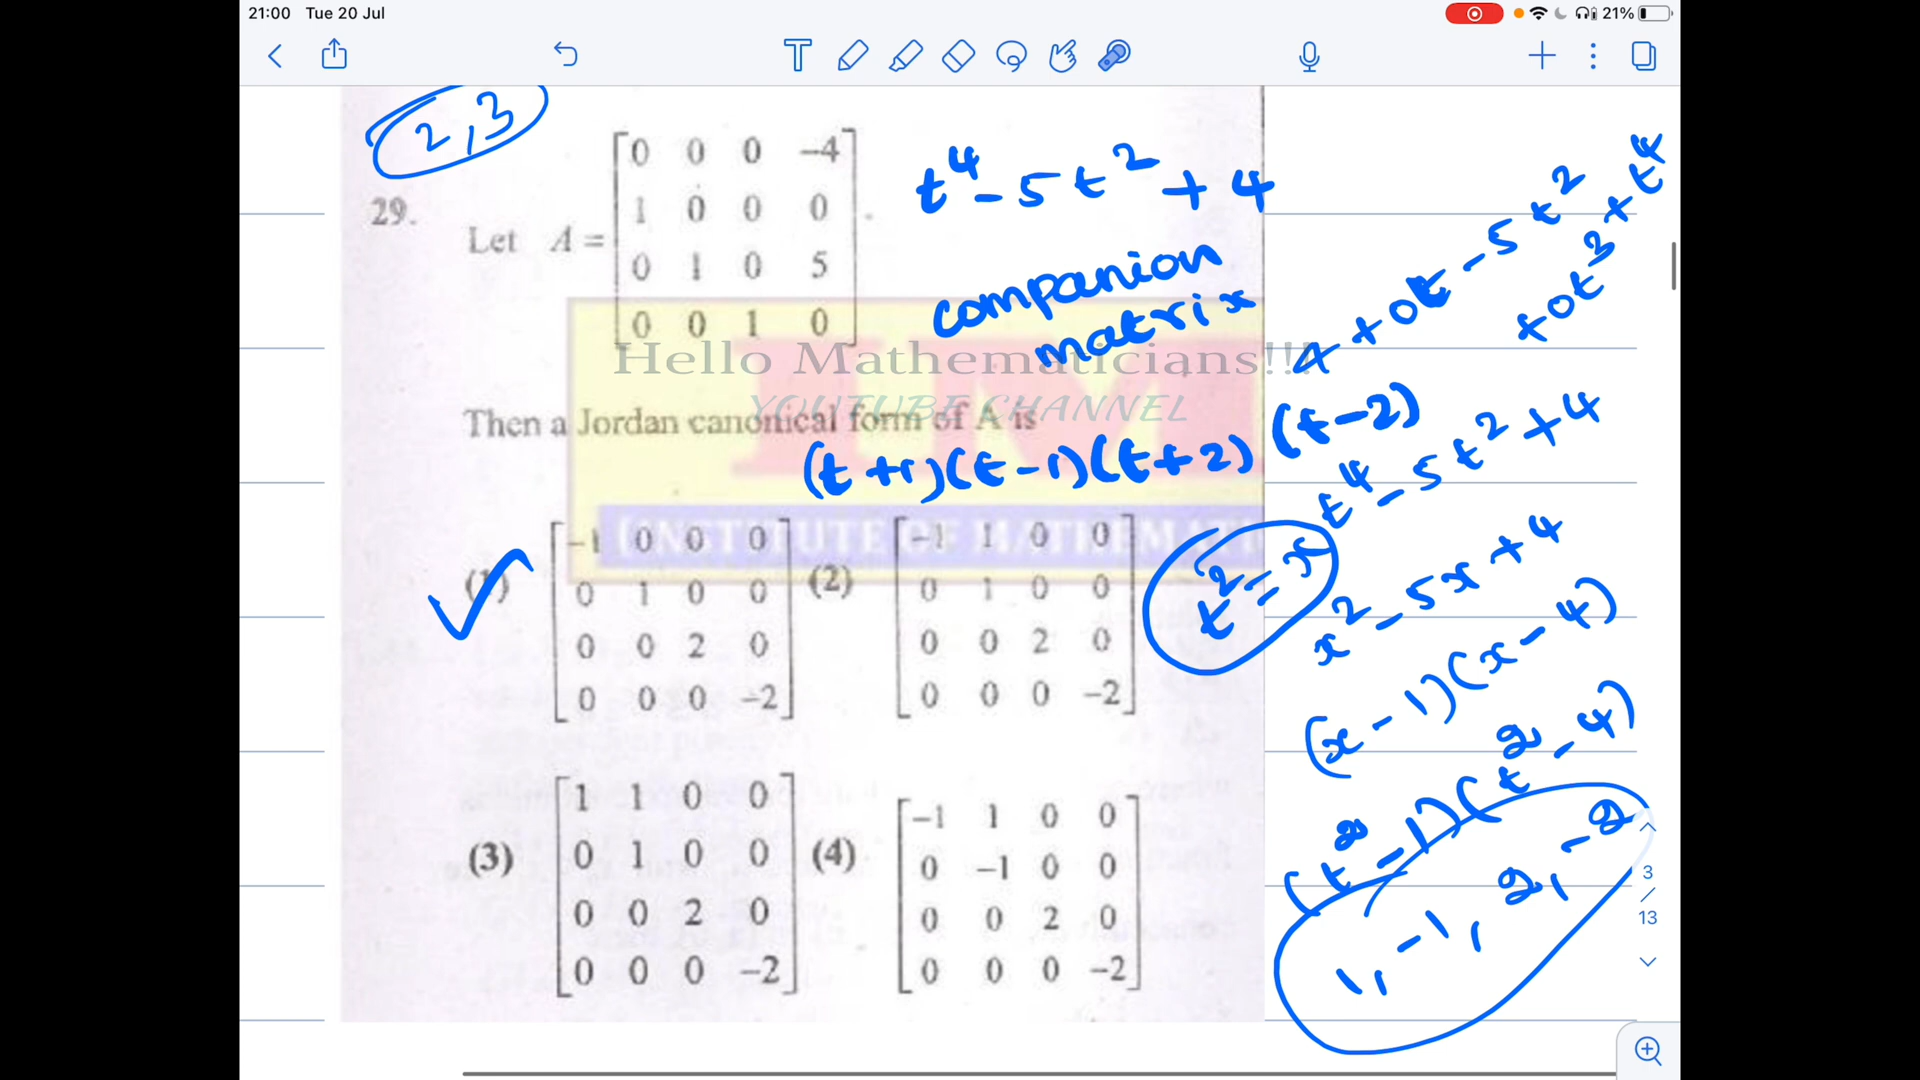 21:00 Tue 20 Jul
21%
2,3
29.
Let A =
0 0 0 -4
1 0 0 0
0 1 0 5
0 0 1 0
t⁴ - 5t² + 4
companion
matrix
4 + 0t - 5t²
+ 0t³ + t⁴
Hello Mathematicians!!!
YOUTUBE CHANNEL
Then a Jordan canonical form of A is
(t+1)(t-1)(t+2)(t-2)
t⁴ - 5t² + 4
INSTITUTE OF MATHEMATI
t² = x
x² - 5x + 4
(x - 1)(x - 4)
(t² - 1)(t² - 4)
1, -1, 2, -2
(1)
-1 0 0 0
0 1 0 0
0 0 2 0
0 0 0 -2
(2)
-1 1 0 0
0 1 0 0
0 0 2 0
0 0 0 -2
(3)
1 1 0 0
0 1 0 0
0 0 2 0
0 0 0 -2
(4)
-1 1 0 0
0 -1 0 0
0 0 2 0
0 0 0 -2
3
/
13